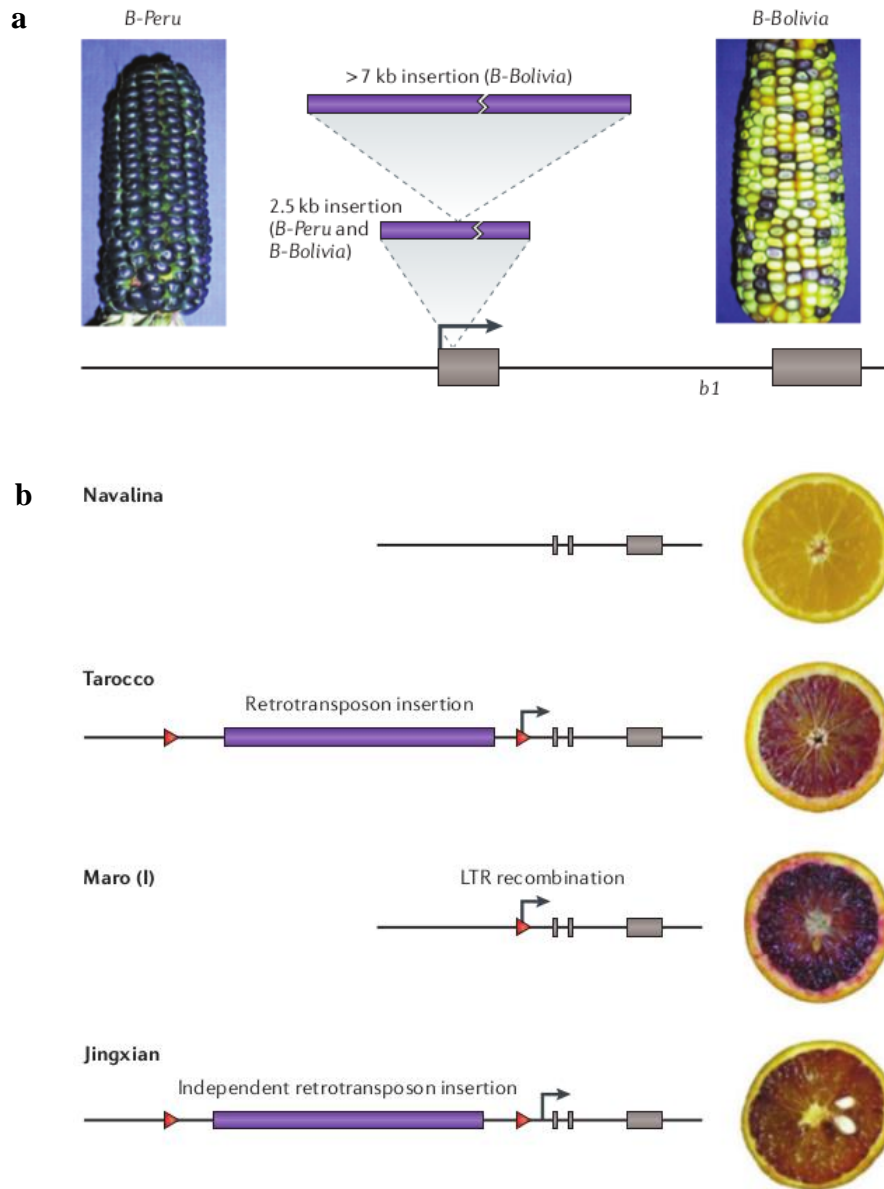 a
B-Peru
B-Bolivia
>7 kb insertion (B-Bolivia)
2.5 kb insertion
(B-Peru and
B-Bolivia)
b1
b
Navalina
Tarocco
Retrotransposon insertion
Maro (I)
LTR recombination
Jingxian
Independent retrotransposon insertion